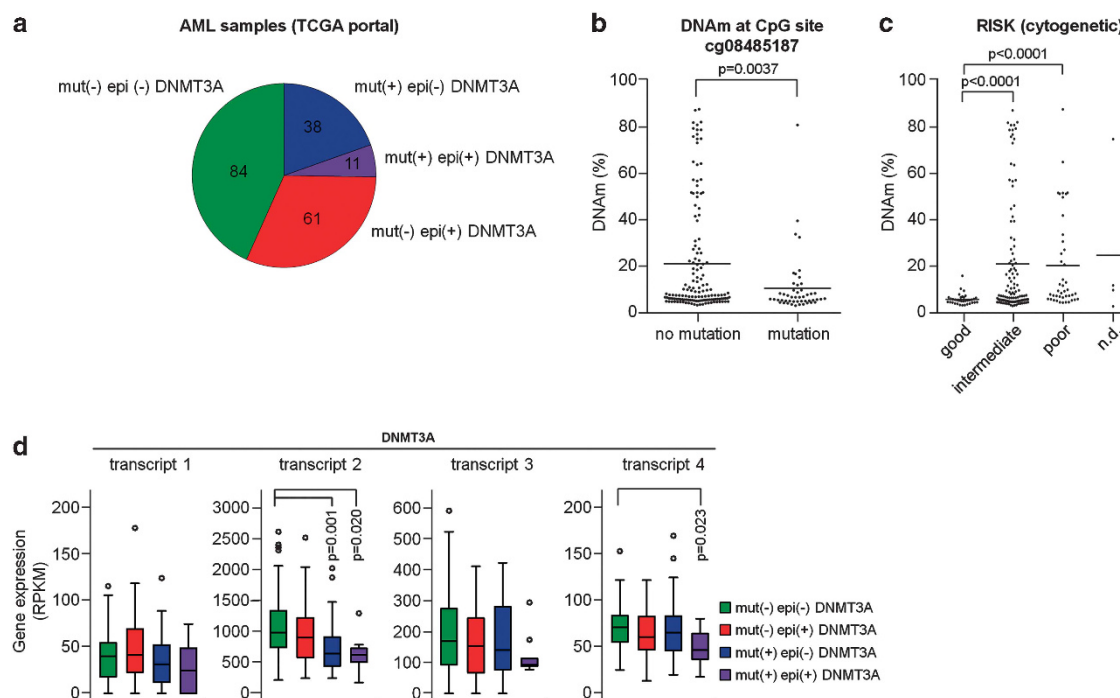 a
AML samples (TCGA portal)
mut(-) epi (-) DNMT3A
mut(+) epi(-) DNMT3A
38
mut(+) epi(+) DNMT3A
11
84
61
mut(-) epi(+) DNMT3A
b
DNAm at CpG site
cg08485187
p=0.0037
DNAm (%)
100
80
60
40
20
0
no mutation
mutation
c
RISK (cytogenetic)
p<0.0001
p<0.0001
DNAm (%)
100
80
60
40
20
0
good
intermediate
poor
n.d.
d
DNMT3A
transcript 1
transcript 2
transcript 3
transcript 4
Gene expression
(RPKM)
200
150
100
50
0
3000
2500
2000
1500
1000
500
0
p=0.001
p=0.020
600
500
400
300
200
100
0
200
150
100
50
0
p=0.023
mut(-) epi(-) DNMT3A
mut(-) epi(+) DNMT3A
mut(+) epi(-) DNMT3A
mut(+) epi(+) DNMT3A